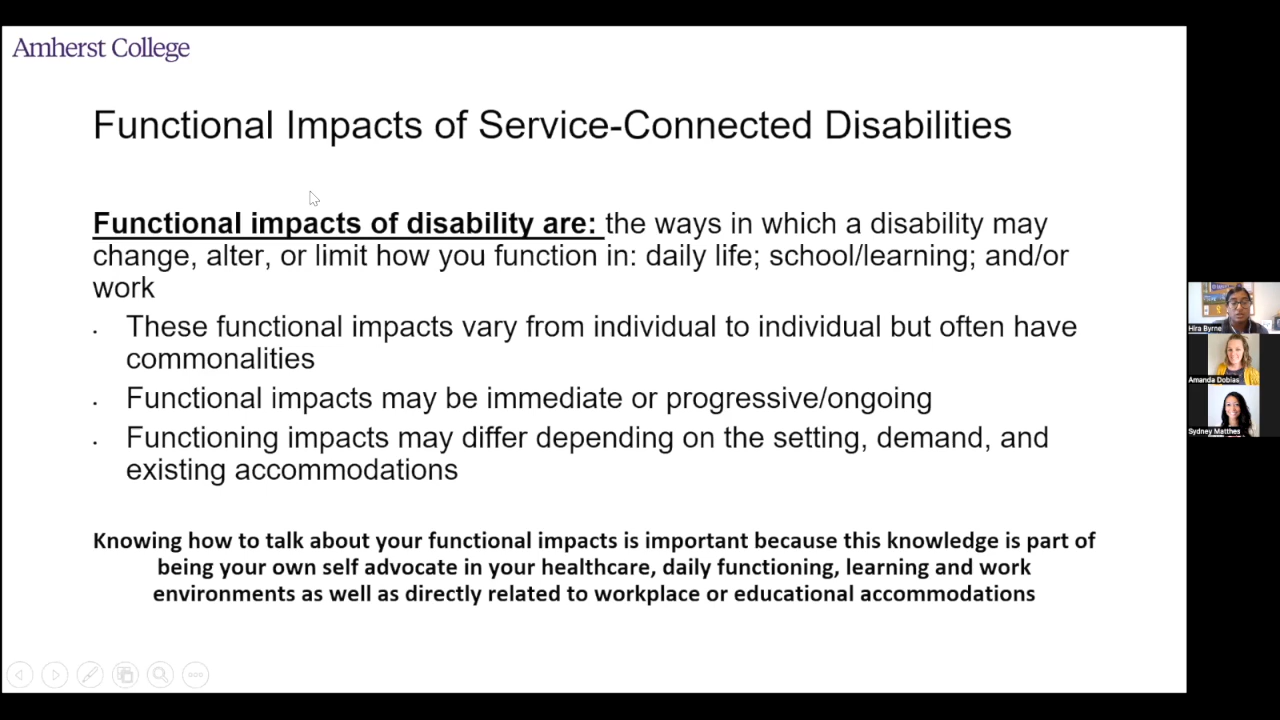 Amherst College
Functional Impacts of Service-Connected Disabilities
Functional impacts of disability are: the ways in which a disability may
change, alter, or limit how you function in: daily life; school/learning; and/or
work
· These functional impacts vary from individual to individual but often have
commonalities
· Functional impacts may be immediate or progressive/ongoing
· Functioning impacts may differ depending on the setting, demand, and
existing accommodations
Knowing how to talk about your functional impacts is important because this knowledge is part of
being your own self advocate in your healthcare, daily functioning, learning and work
environments as well as directly related to workplace or educational accommodations
Hira Byrne
Amanda Dobias
Sydney Matthes